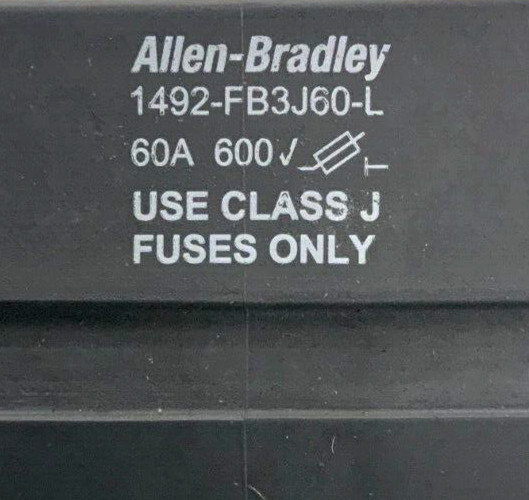 Allen-Bradley
1492-FB3J60-L
60A 600V
USE CLASS J
FUSES ONLY